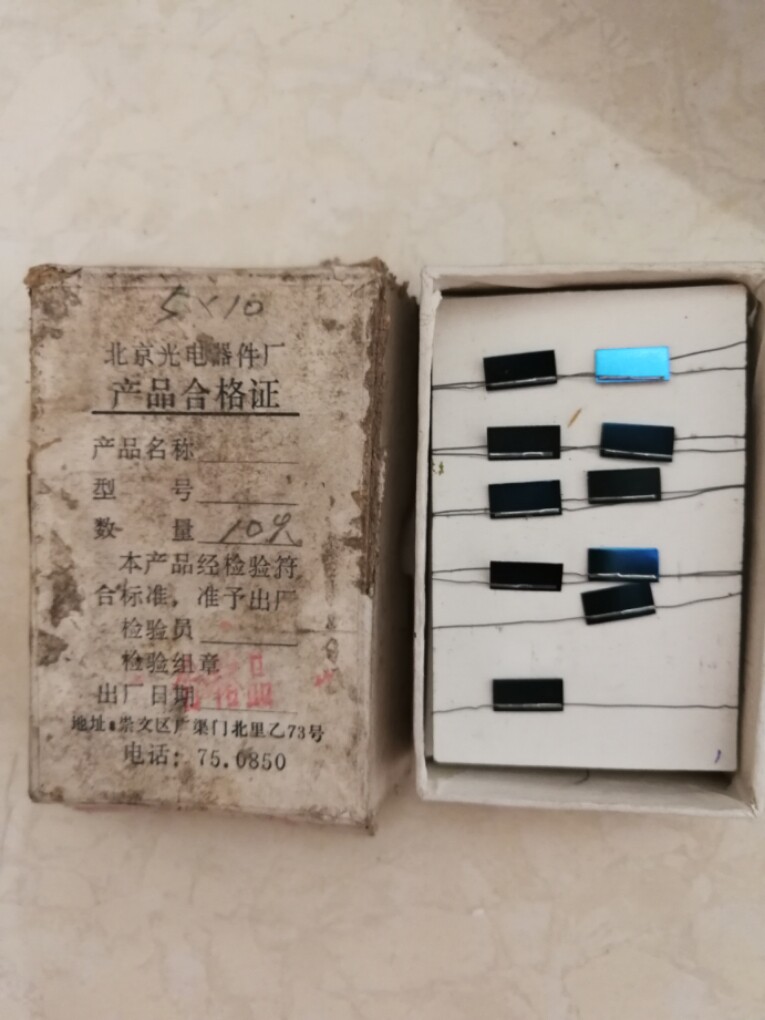 5×10
北京光电器件厂
产品合格证
产品名称
型 号
数 量 10只
本产品经检验符
合标准，准予出厂
检验员
检验组章
出厂日期
地址：崇文区广渠门北里乙73号
电话：75.0850